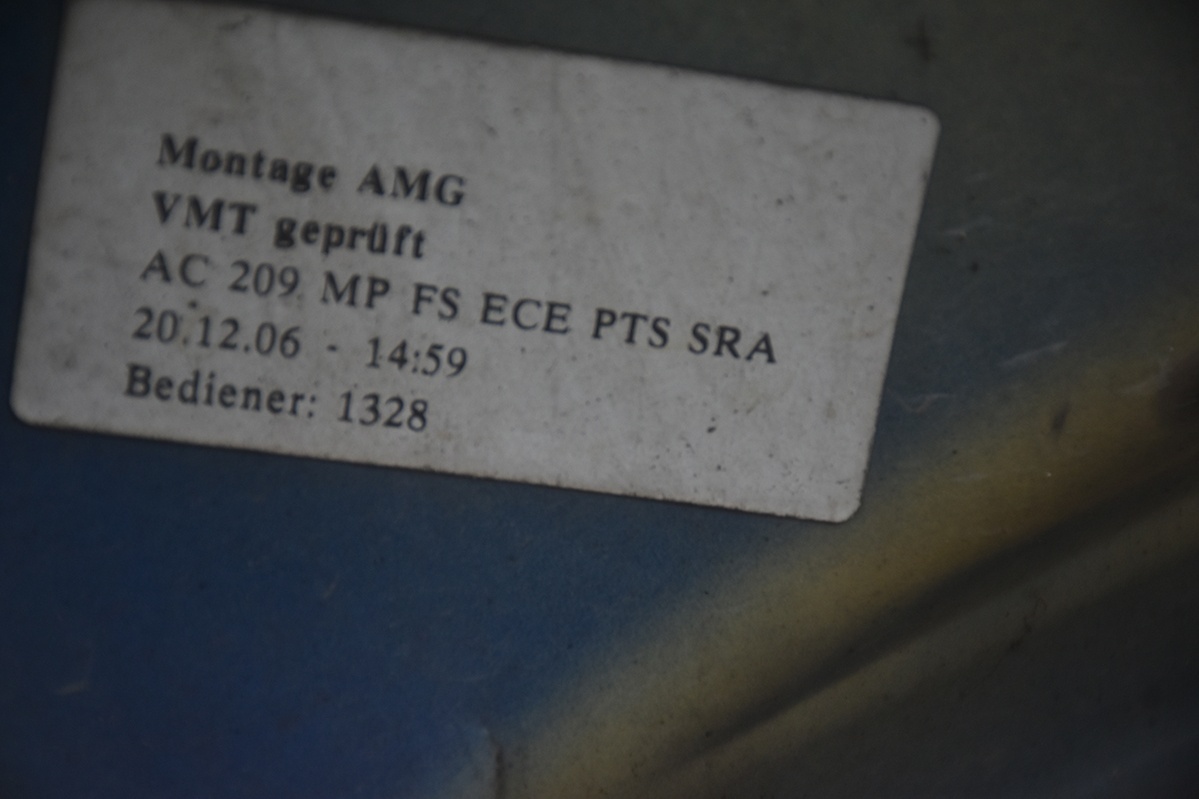 Montage AMG
VMT geprüft
AC 209 MP FS ECE PTS SRA
20.12.06 - 14:59
Bediener: 1328